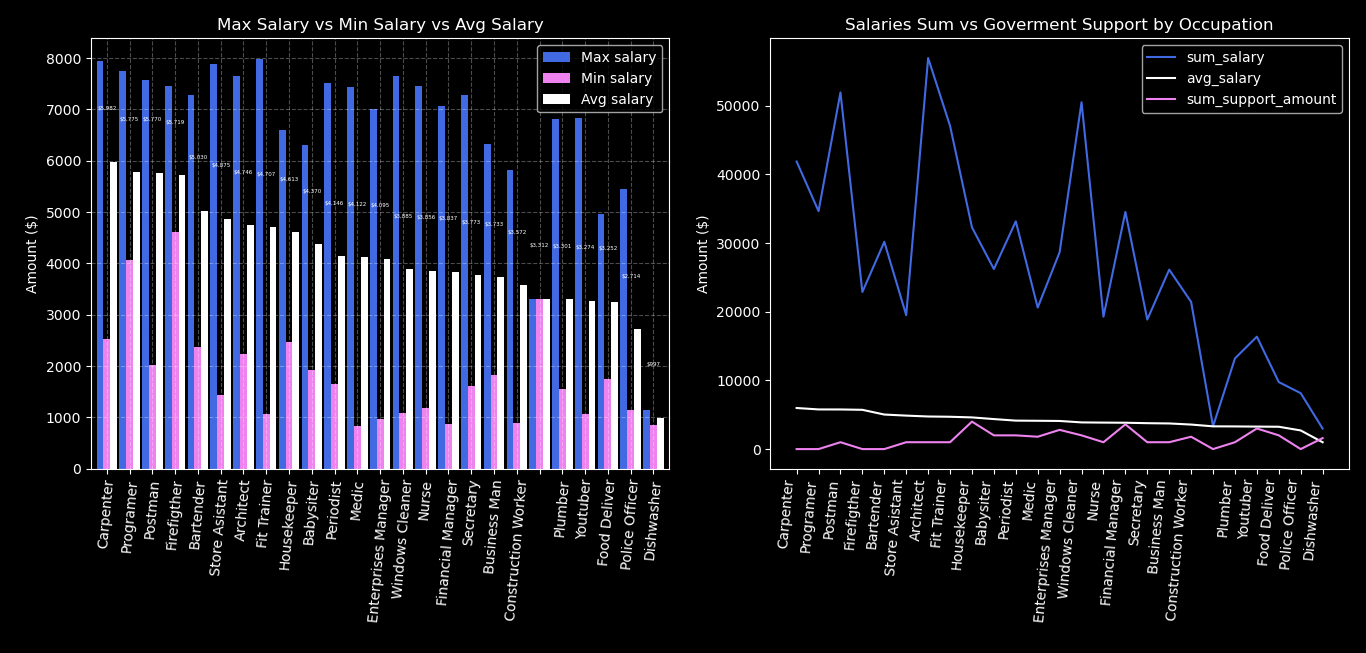 Max Salary vs Min Salary vs Avg Salary
Amount ($)
8000
7000
6000
5000
4000
3000
2000
1000
0
Max salary
Min salary
Avg salary
$5.982
$5.775
$5.770
$5.719
$5.030
$4.875
$4.746
$4.707
$4.613
$4.370
$4.146
$4.122
$4.095
$3.885
$3.856
$3.837
$3.773
$3.733
$3.572
$3.312
$3.301
$3.274
$3.252
$2.714
$997
Carpenter
Programer
Postman
Firefigther
Bartender
Store Asistant
Architect
Fit Trainer
Housekeeper
Babysiter
Periodist
Medic
Enterprises Manager
Windows Cleaner
Nurse
Financial Manager
Secretary
Business Man
Construction Worker
Plumber
Youtuber
Food Deliver
Police Officer
Dishwasher
Salaries Sum vs Goverment Support by Occupation
Amount ($)
50000
40000
30000
20000
10000
0
sum_salary
avg_salary
sum_support_amount
Carpenter
Programer
Postman
Firefigther
Bartender
Store Asistant
Architect
Fit Trainer
Housekeeper
Babysiter
Periodist
Medic
Enterprises Manager
Windows Cleaner
Nurse
Financial Manager
Secretary
Business Man
Construction Worker
Plumber
Youtuber
Food Deliver
Police Officer
Dishwasher